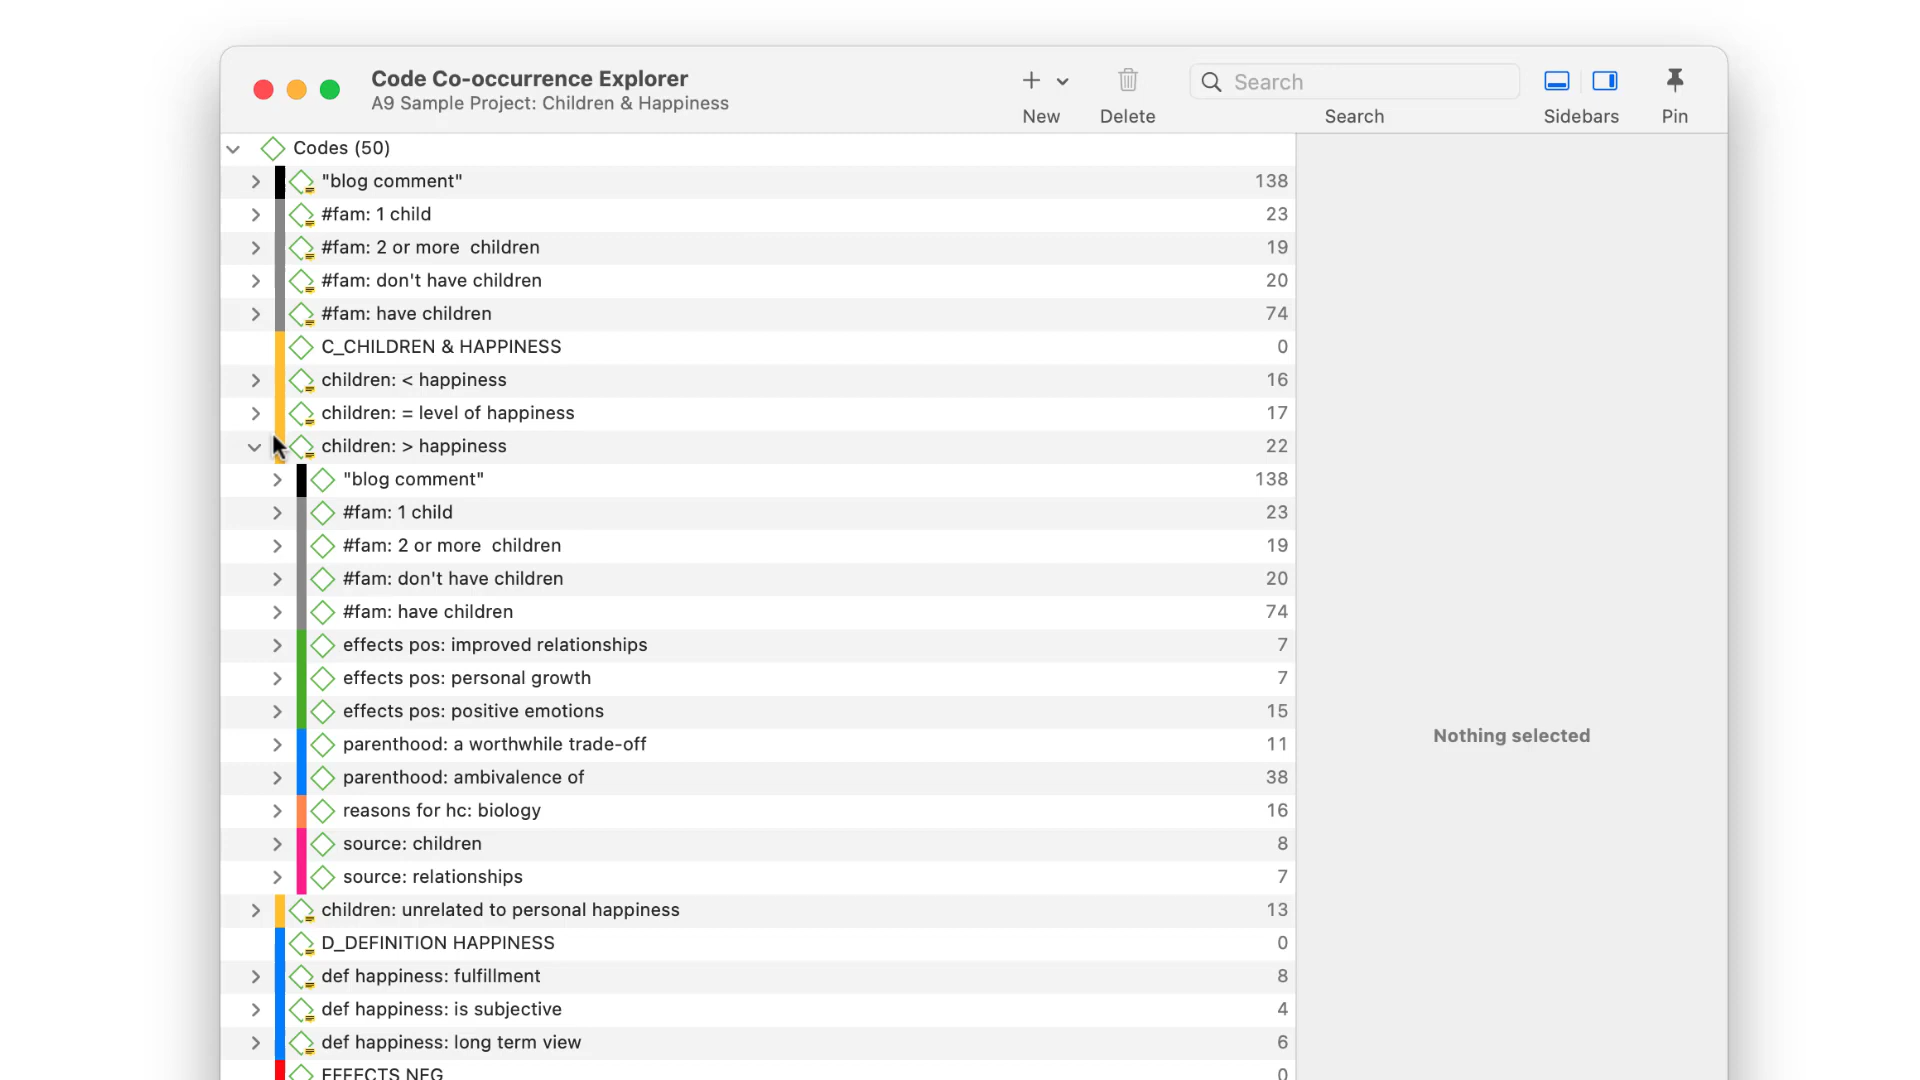 Code Co-occurrence Explorer
A9 Sample Project: Children & Happiness
New
Delete
Search
Search
Sidebars
Pin
Codes (50)
"blog comment" 138
#fam: 1 child 23
#fam: 2 or more  children 19
#fam: don't have children 20
#fam: have children 74
C_CHILDREN & HAPPINESS 0
children: < happiness 16
children: = level of happiness 17
children: > happiness 22
"blog comment" 138
#fam: 1 child 23
#fam: 2 or more  children 19
#fam: don't have children 20
#fam: have children 74
effects pos: improved relationships 7
effects pos: personal growth 7
effects pos: positive emotions 15
parenthood: a worthwhile trade-off 11
parenthood: ambivalence of 38
reasons for hc: biology 16
source: children 8
source: relationships 7
children: unrelated to personal happiness 13
D_DEFINITION HAPPINESS 0
def happiness: fulfillment 8
def happiness: is subjective 4
def happiness: long term view 6
EFFECTS NEG 0
Nothing selected